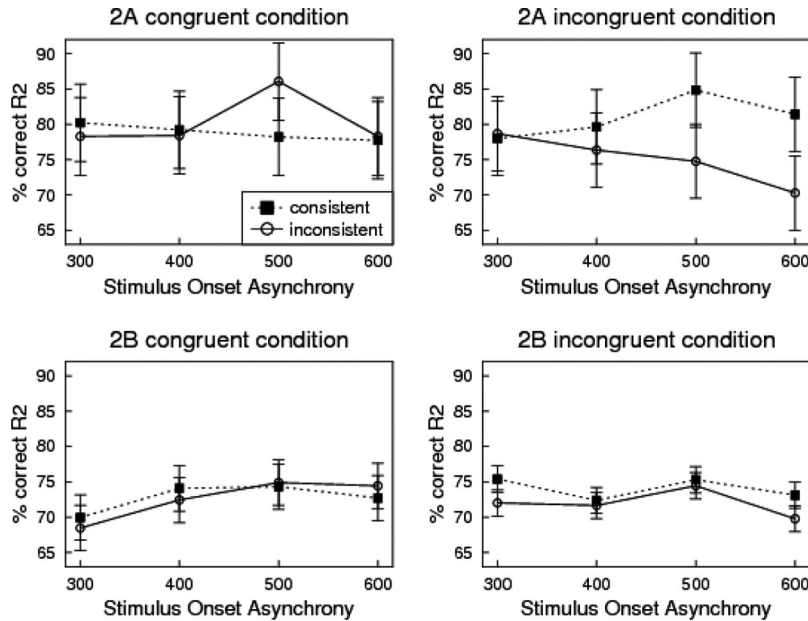 2A congruent condition
% correct R2
90
85
80
75
70
65
consistent
inconsistent
300 400 500 600
Stimulus Onset Asynchrony
2A incongruent condition
% correct R2
90
85
80
75
70
65
300 400 500 600
Stimulus Onset Asynchrony
2B congruent condition
% correct R2
90
85
80
75
70
65
300 400 500 600
Stimulus Onset Asynchrony
2B incongruent condition
% correct R2
90
85
80
75
70
65
300 400 500 600
Stimulus Onset Asynchrony